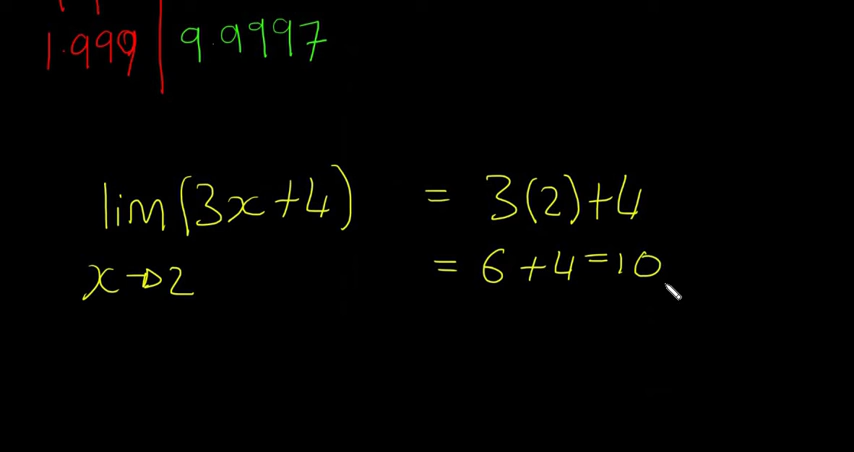 1.999 | 9.9997
lim(3x+4) = 3(2)+4
x→2 = 6+4=10